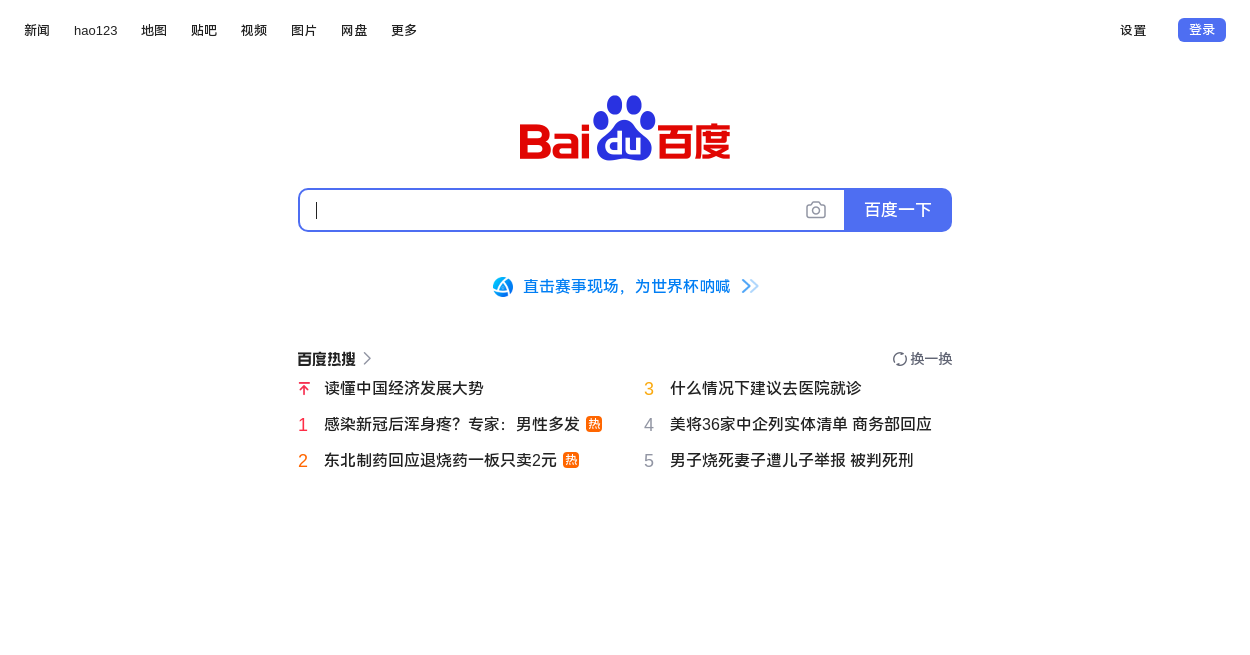 新闻 hao123 地图 贴吧 视频 图片 网盘 更多 设置 登录
Bai du 百度
百度一下
直击赛事现场，为世界杯呐喊
百度热搜 换一换
读懂中国经济发展大势
3 什么情况下建议去医院就诊
1 感染新冠后浑身疼？专家：男性多发 热
4 美将36家中企列实体清单 商务部回应
2 东北制药回应退烧药一板只卖2元 热
5 男子烧死妻子遭儿子举报 被判死刑